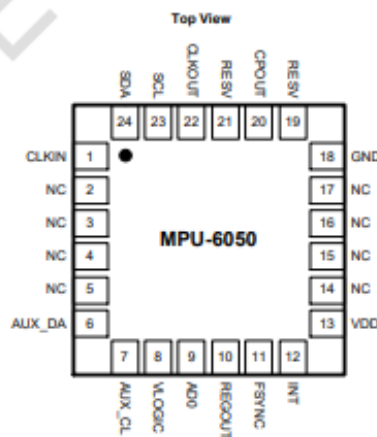 Top View
SDA SCL CLKOUT RESV CPOUT RESV
24 23 22 21 20 19
CLKIN 1 18 GND
NC 2 17 NC
NC 3 16 NC
MPU-6050
NC 4 15 NC
NC 5 14 NC
AUX_DA 6 13 VDD
7 8 9 10 11 12
AUX_CL VLOGIC AD0 REGOUT FSYNC INT